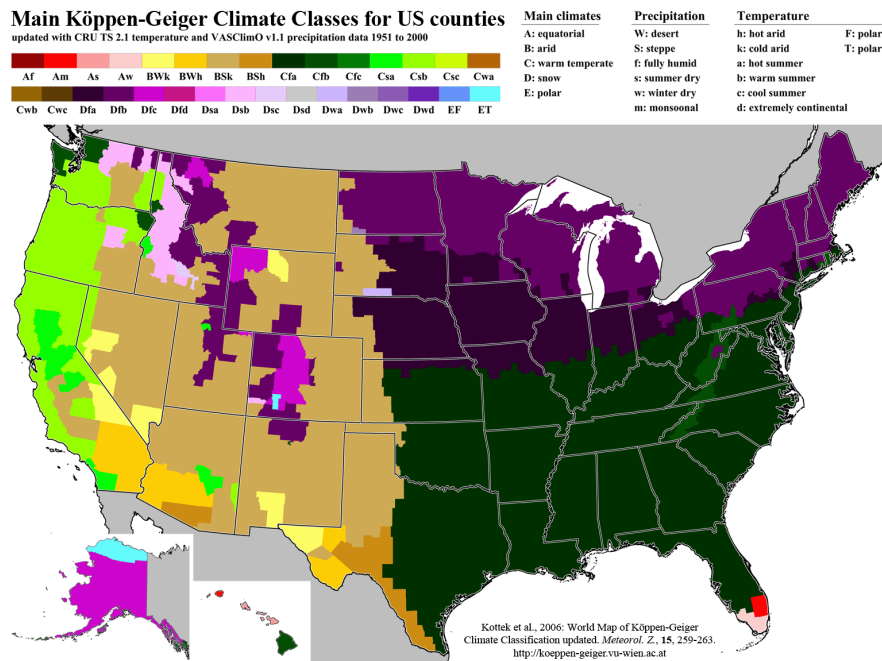 Main Köppen-Geiger Climate Classes for US counties
updated with CRU TS 2.1 temperature and VASClimO v1.1 precipitation data 1951 to 2000
Af Am As Aw BWk BWh BSk BSh Cfa Cfb Cfc Csa Csb Csc Cwa
Cwb Cwc Dfa Dfb Dfc Dfd Dsa Dsb Dsc Dsd Dwa Dwb Dwc Dwd EF ET
Main climates
A: equatorial
B: arid
C: warm temperate
D: snow
E: polar
Precipitation
W: desert
S: steppe
f: fully humid
s: summer dry
w: winter dry
m: monsoonal
Temperature
h: hot arid F: polar
k: cold arid T: polar
a: hot summer
b: warm summer
c: cool summer
d: extremely continental
Kottek et al., 2006: World Map of Köppen-Geiger
Climate Classification updated. Meteorol. Z., 15, 259-263.
http://koeppen-geiger.vu-wien.ac.at